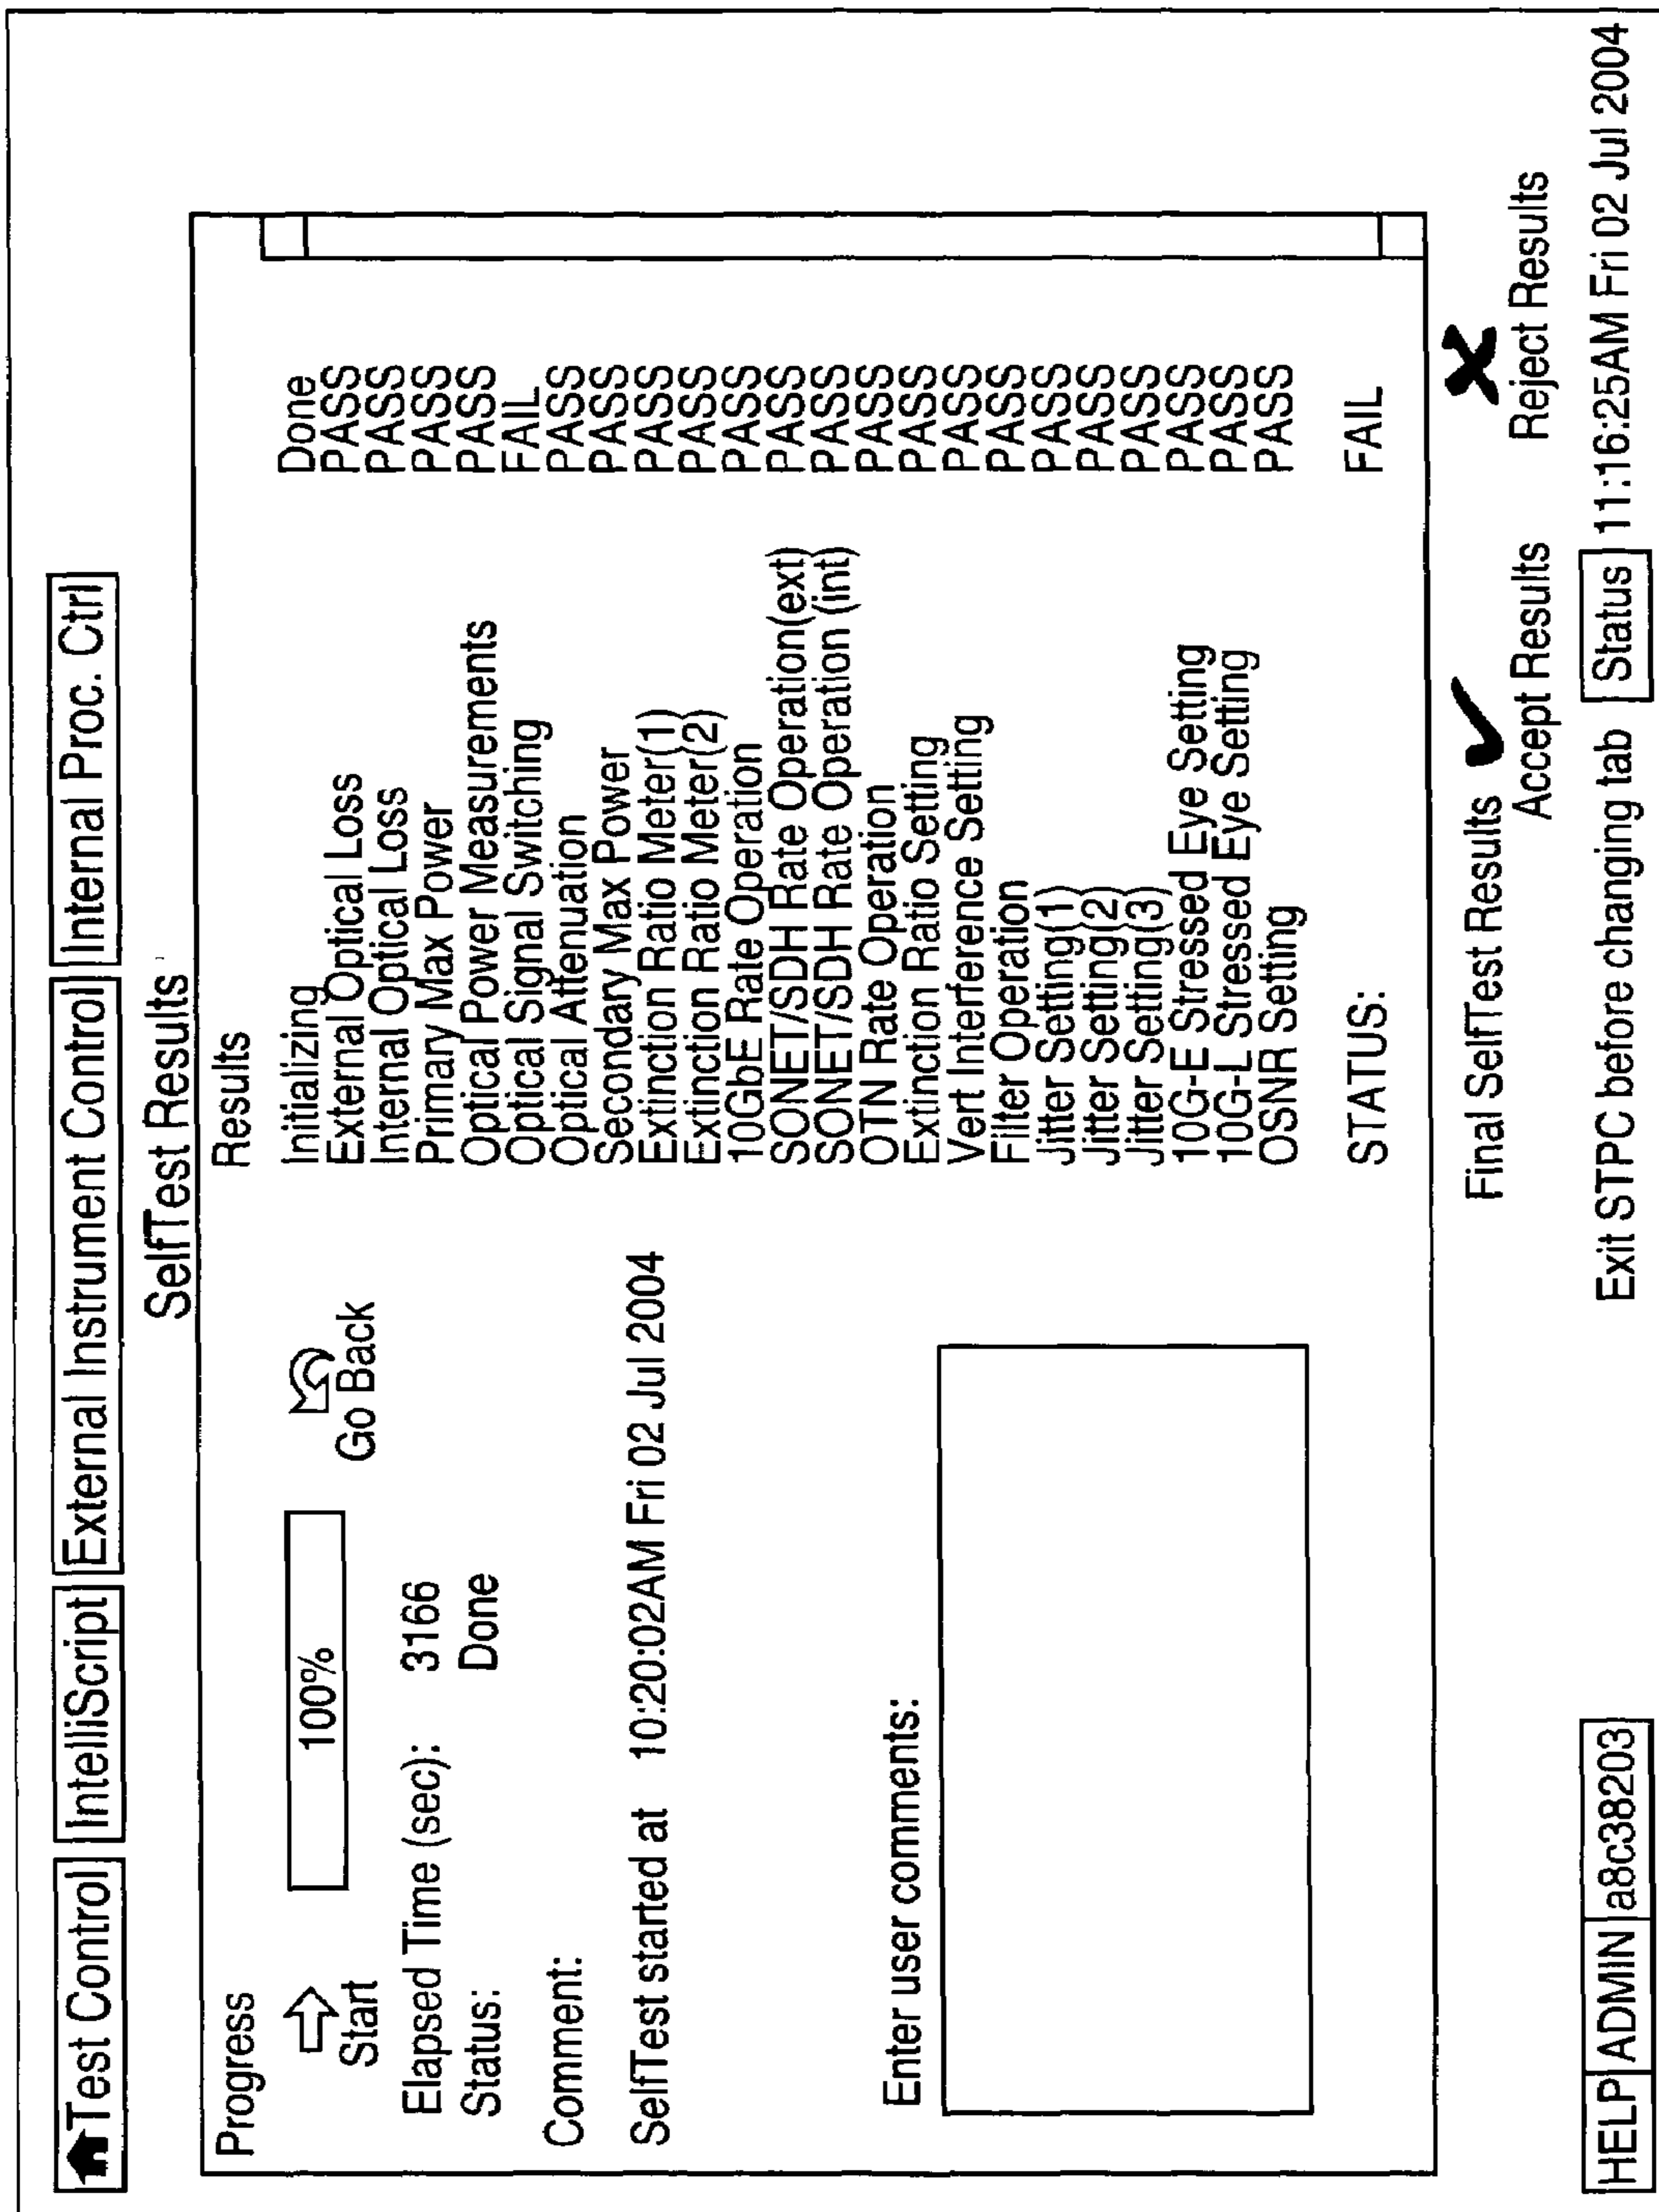 Test Control IntelliScript External Instrument Control Internal Proc. Ctrl
SelfTest Results
Progress
Start
100%
Go Back
Elapsed Time (sec): 3166
Status: Done
Comment:
SelfTest started at 10:20:02AM Fri 02 Jul 2004
Enter user comments:
Results
Initializing Done
External Optical Loss PASS
Internal Optical Loss PASS
Primary Max Power PASS
Optical Power Measurements PASS
Optical Signal Switching FAIL
Optical Attenuation PASS
Secondary Max Power PASS
Extinction Ratio Meter(1) PASS
Extinction Ratio Meter(2) PASS
10GbE Rate Operation PASS
SONET/SDH Rate Operation(ext) PASS
SONET/SDH Rate Operation (int) PASS
OTN Rate Operation PASS
Extinction Ratio Setting PASS
Vert Interference Setting PASS
Filter Operation PASS
Jitter Setting(1) PASS
Jitter Setting(2) PASS
Jitter Setting(3) PASS
10G-E Stressed Eye Setting PASS
10G-L Stressed Eye Setting PASS
OSNR Setting PASS
STATUS: FAIL
Final SelfTest Results
Accept Results Reject Results
HELP ADMIN a8c38203 Exit STPC before changing tab Status 11:16:25AM Fri 02 Jul 2004